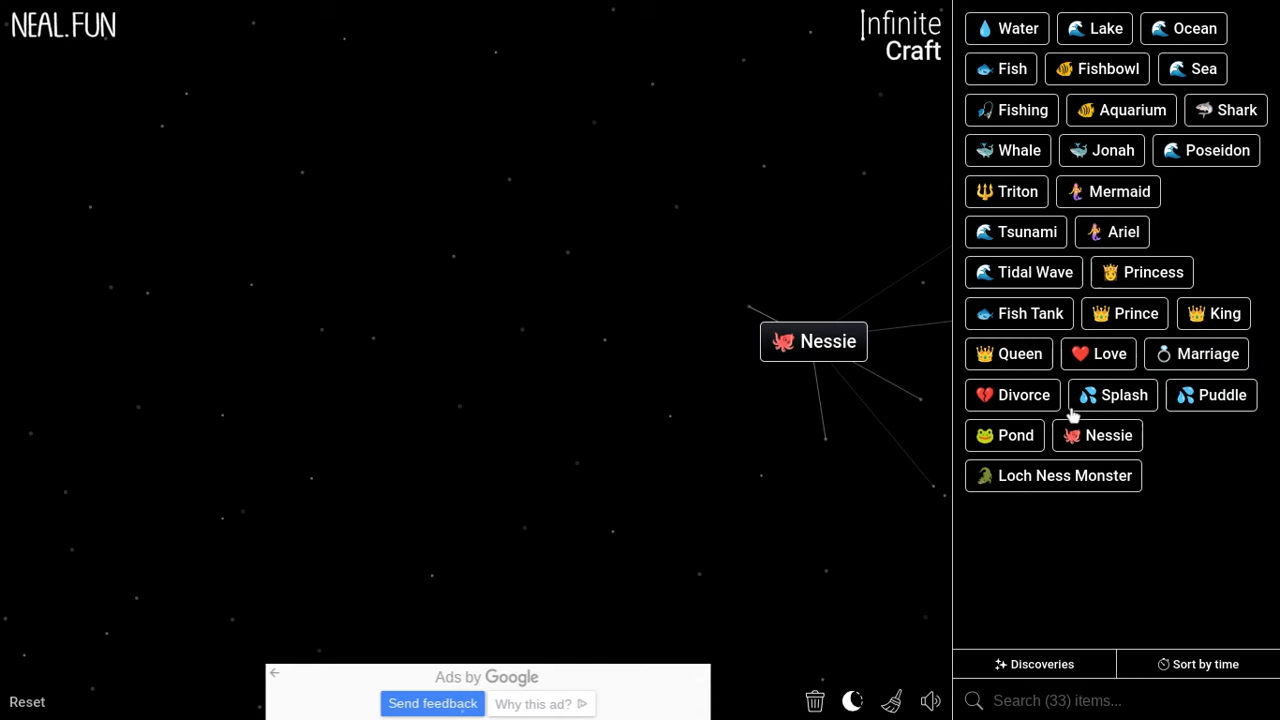 NEAL.FUN
Infinite
Craft
Water
Lake
Ocean
Fish
Fishbowl
Sea
Fishing
Aquarium
Shark
Whale
Jonah
Poseidon
Triton
Mermaid
Tsunami
Ariel
Tidal Wave
Princess
Fish Tank
Prince
King
Queen
Love
Marriage
Divorce
Splash
Puddle
Pond
Nessie
Loch Ness Monster
Nessie
Discoveries
Sort by time
Search (33) items...
Ads by Google
Send feedback
Why this ad?
Reset